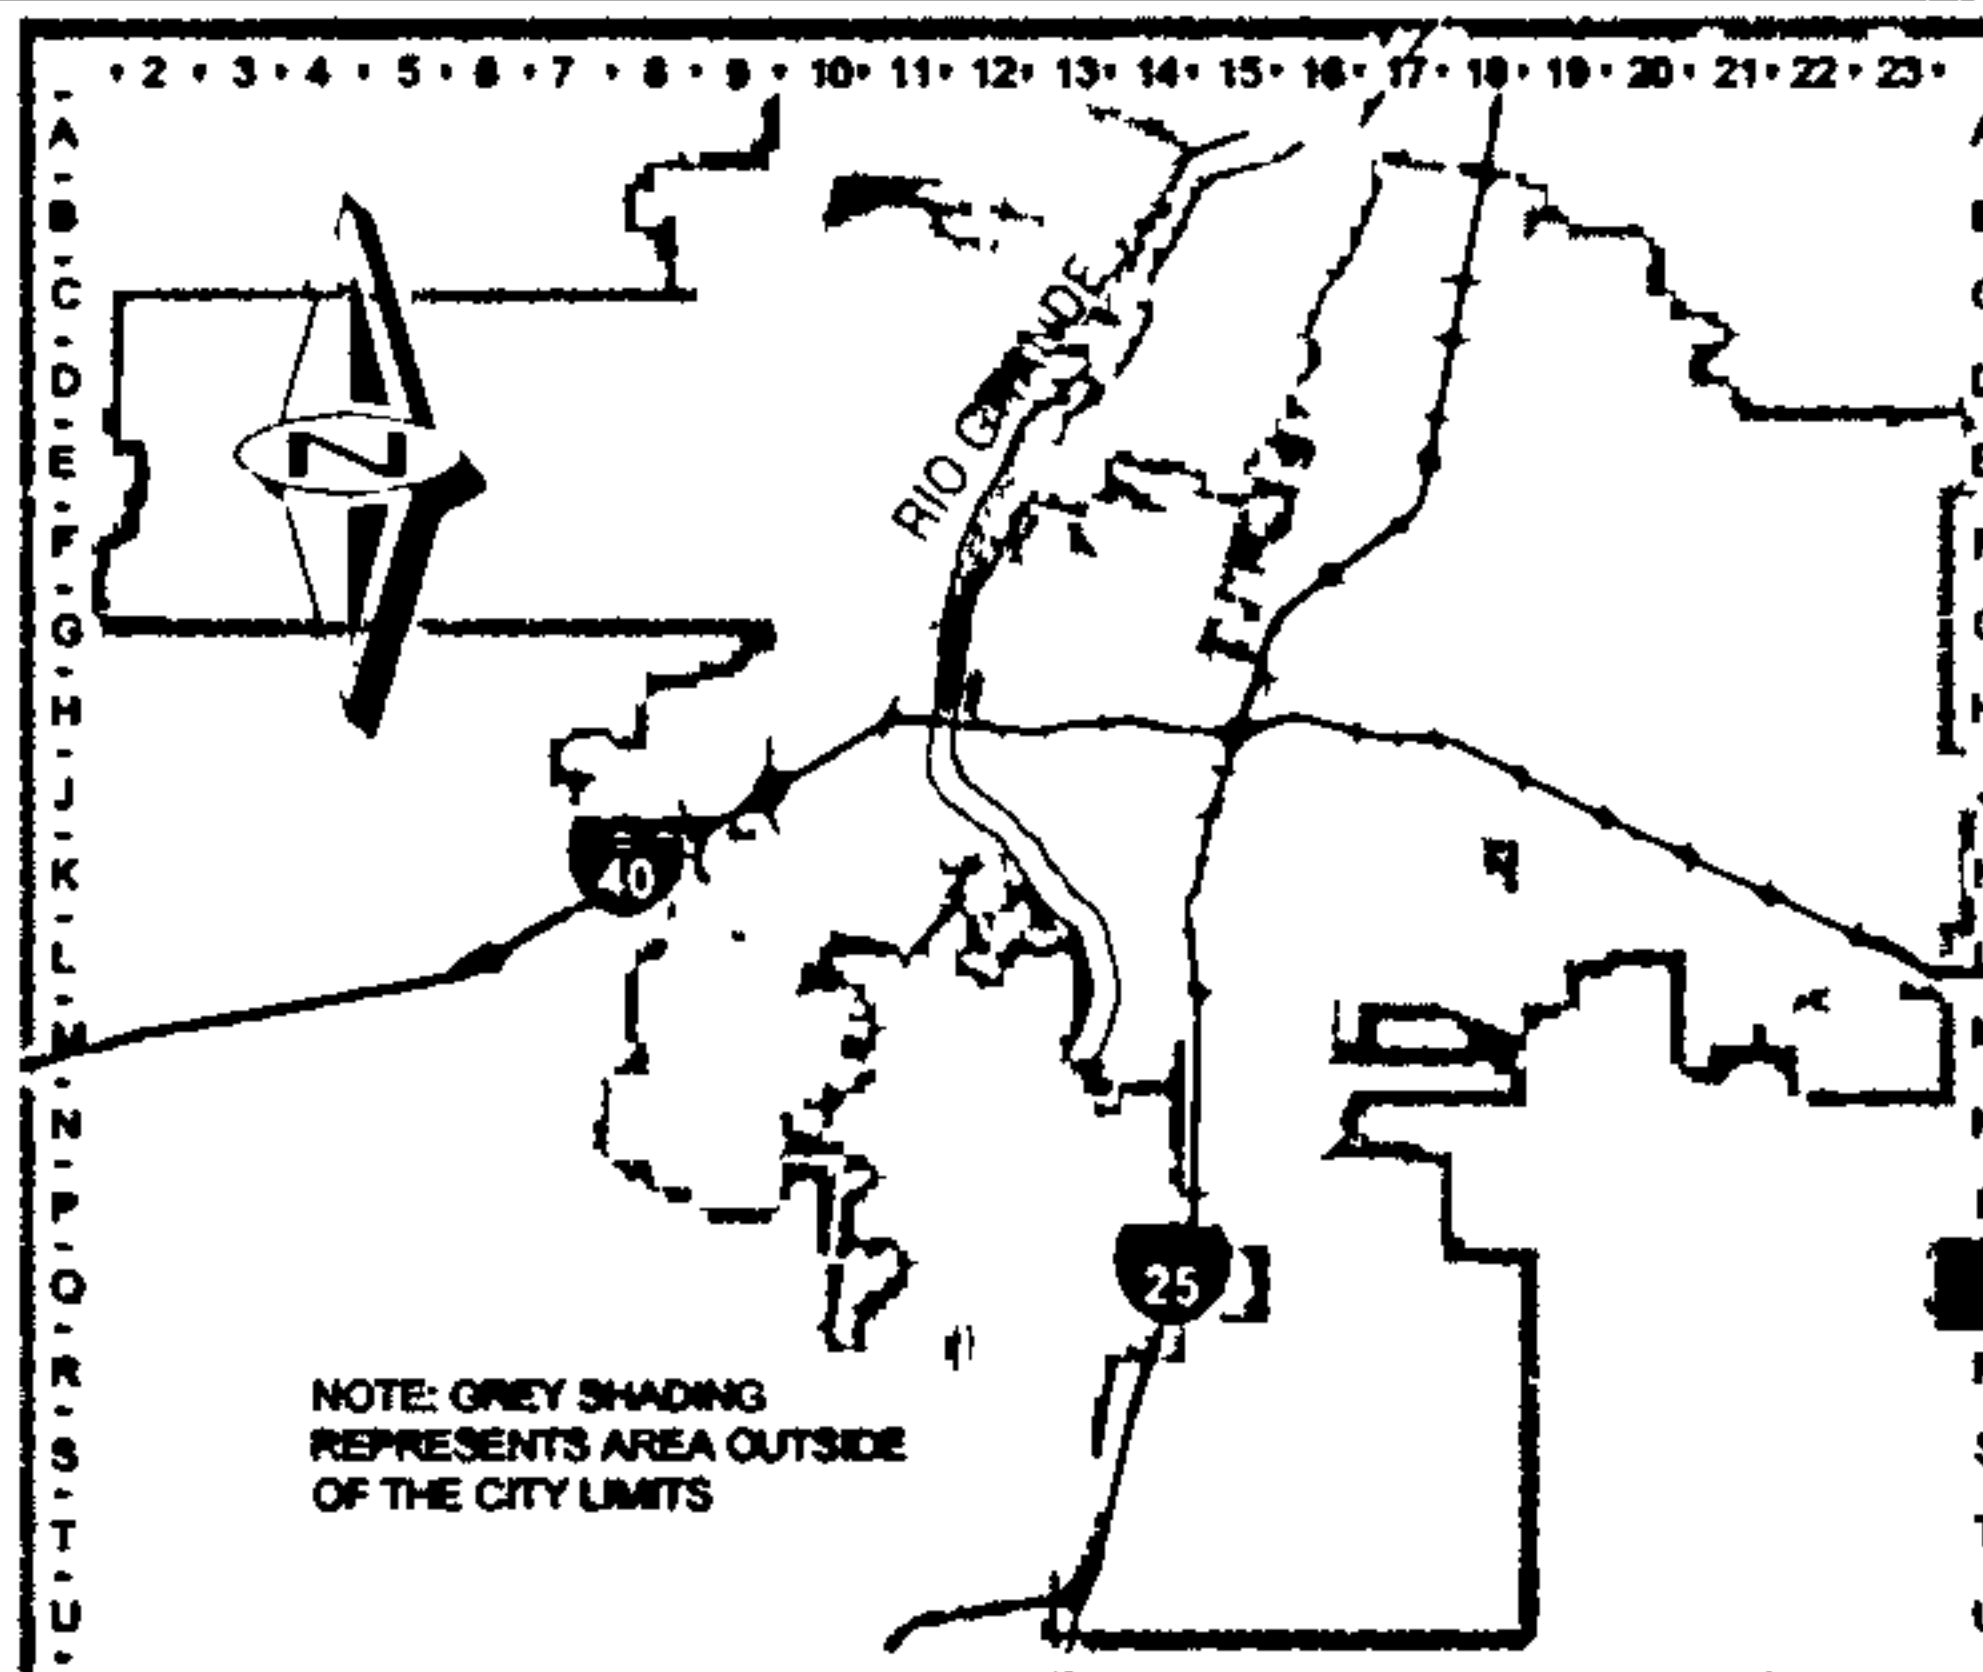 2 3 4 5 6 7 8 9 10 11 12 13 14 15 16 17 18 19 20 21 22 23
A
B
C
D
E
F
G
H
J
K
L
M
N
P
Q
R
S
T
U
N
RIO GRANDE
40
25
NOTE: GREY SHADING
REPRESENTS AREA OUTSIDE
OF THE CITY LIMITS